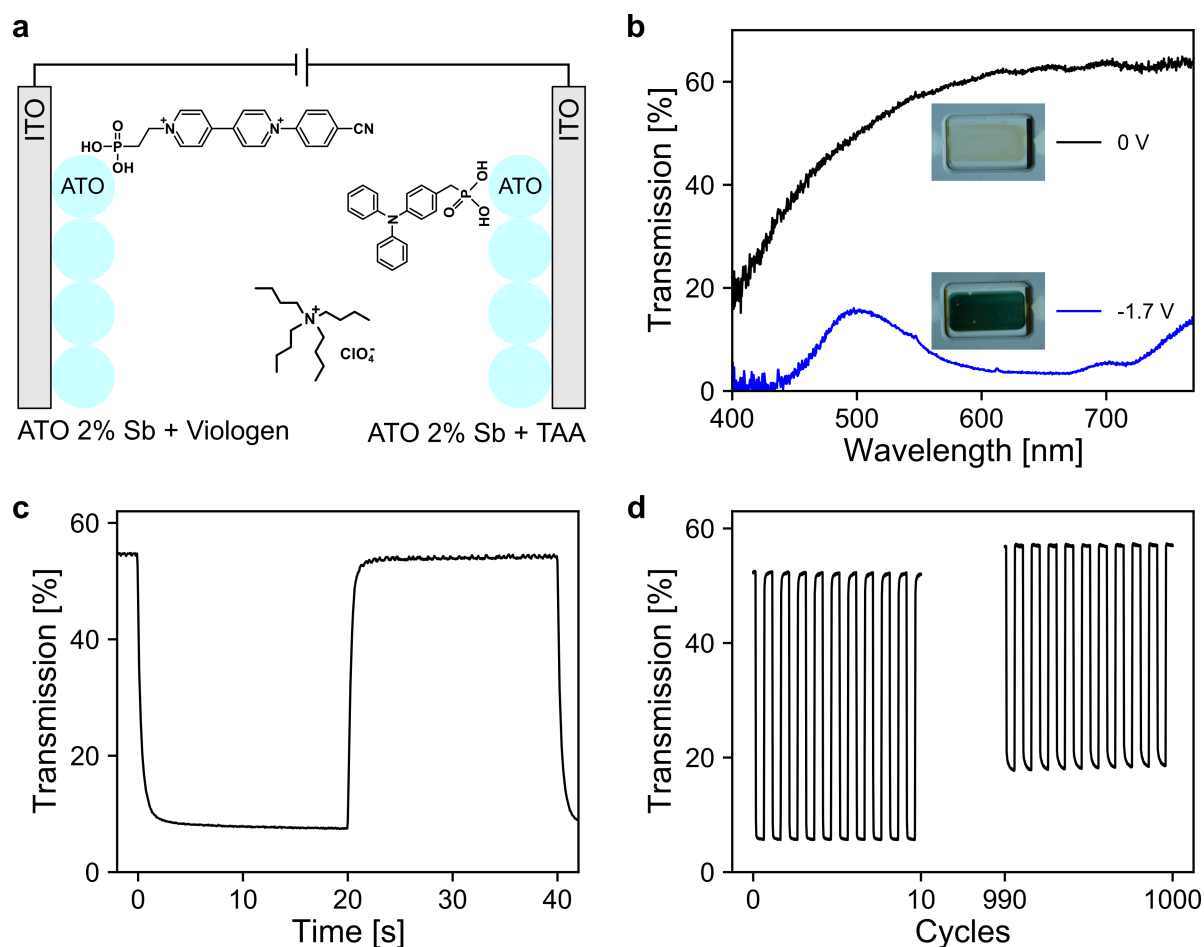 a
ITO
ITO
HO
O
P
OH
N
+
N
+
CN
ATO
ATO
N
O
P
OH
HO
N
+
ClO4−
ATO 2% Sb + Viologen
ATO 2% Sb + TAA
b
Transmission [%]
60
40
20
0
0 V
-1.7 V
400
500
600
700
Wavelength [nm]
c
Transmission [%]
60
40
20
0
0
10
20
30
40
Time [s]
d
Transmission [%]
60
40
20
0
0
10
990
1000
Cycles